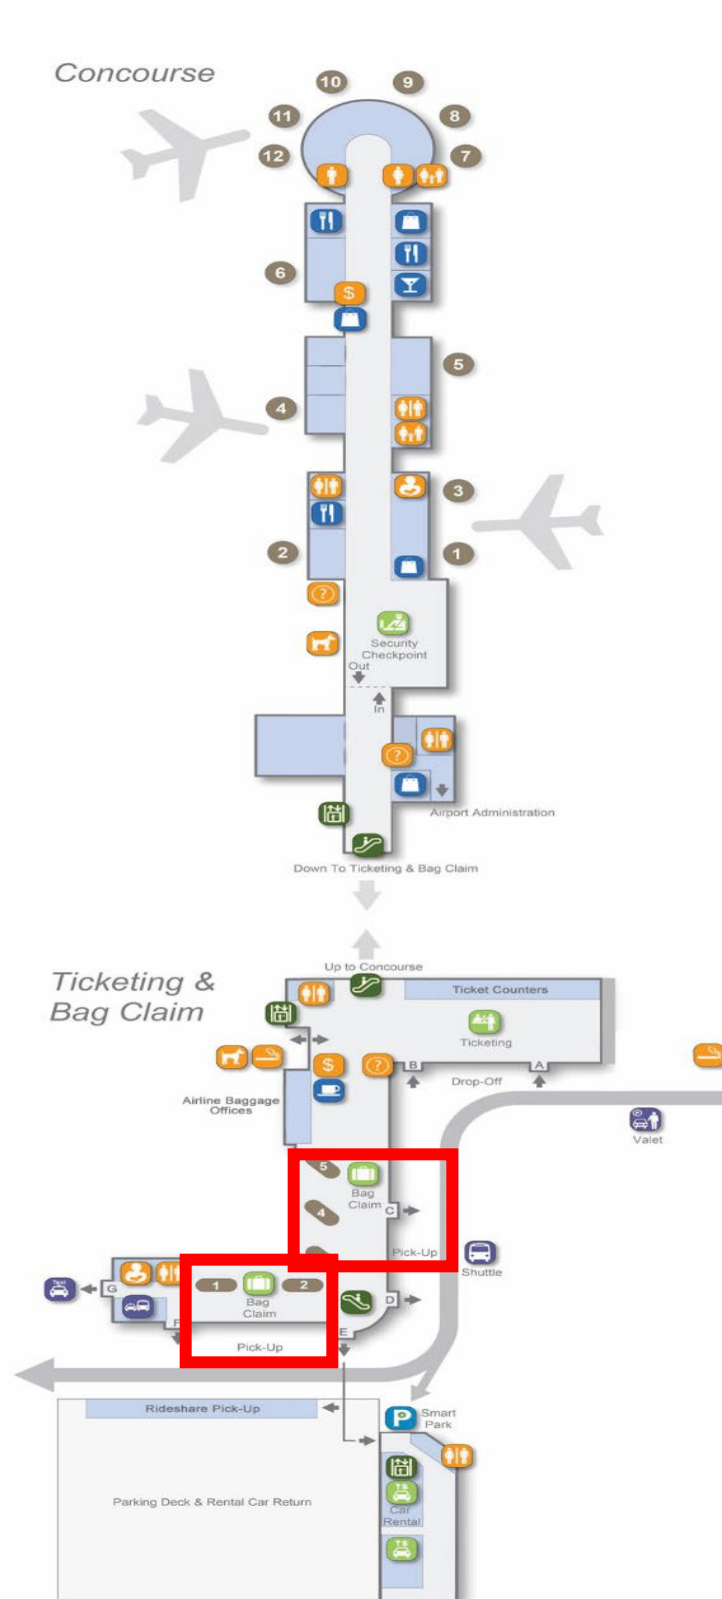 Concourse
10
9
11
8
12
7
6
$
5
4
3
2
1
?
Security
Checkpoint
Out
In
?
Airport Administration
Down To Ticketing & Bag Claim
Up to Concourse
Ticketing &
Bag Claim
Ticket Counters
Ticketing
$
?
B
A
Drop-Off
Airline Baggage
Offices
Valet
5
Bag
Claim
4
C
Pick-Up
Shuttle
Taxi
G
1
2
Bag
Claim
D
F
E
Pick-Up
Rideshare Pick-Up
P
Smart
Park
Parking Deck & Rental Car Return
Car
Rental